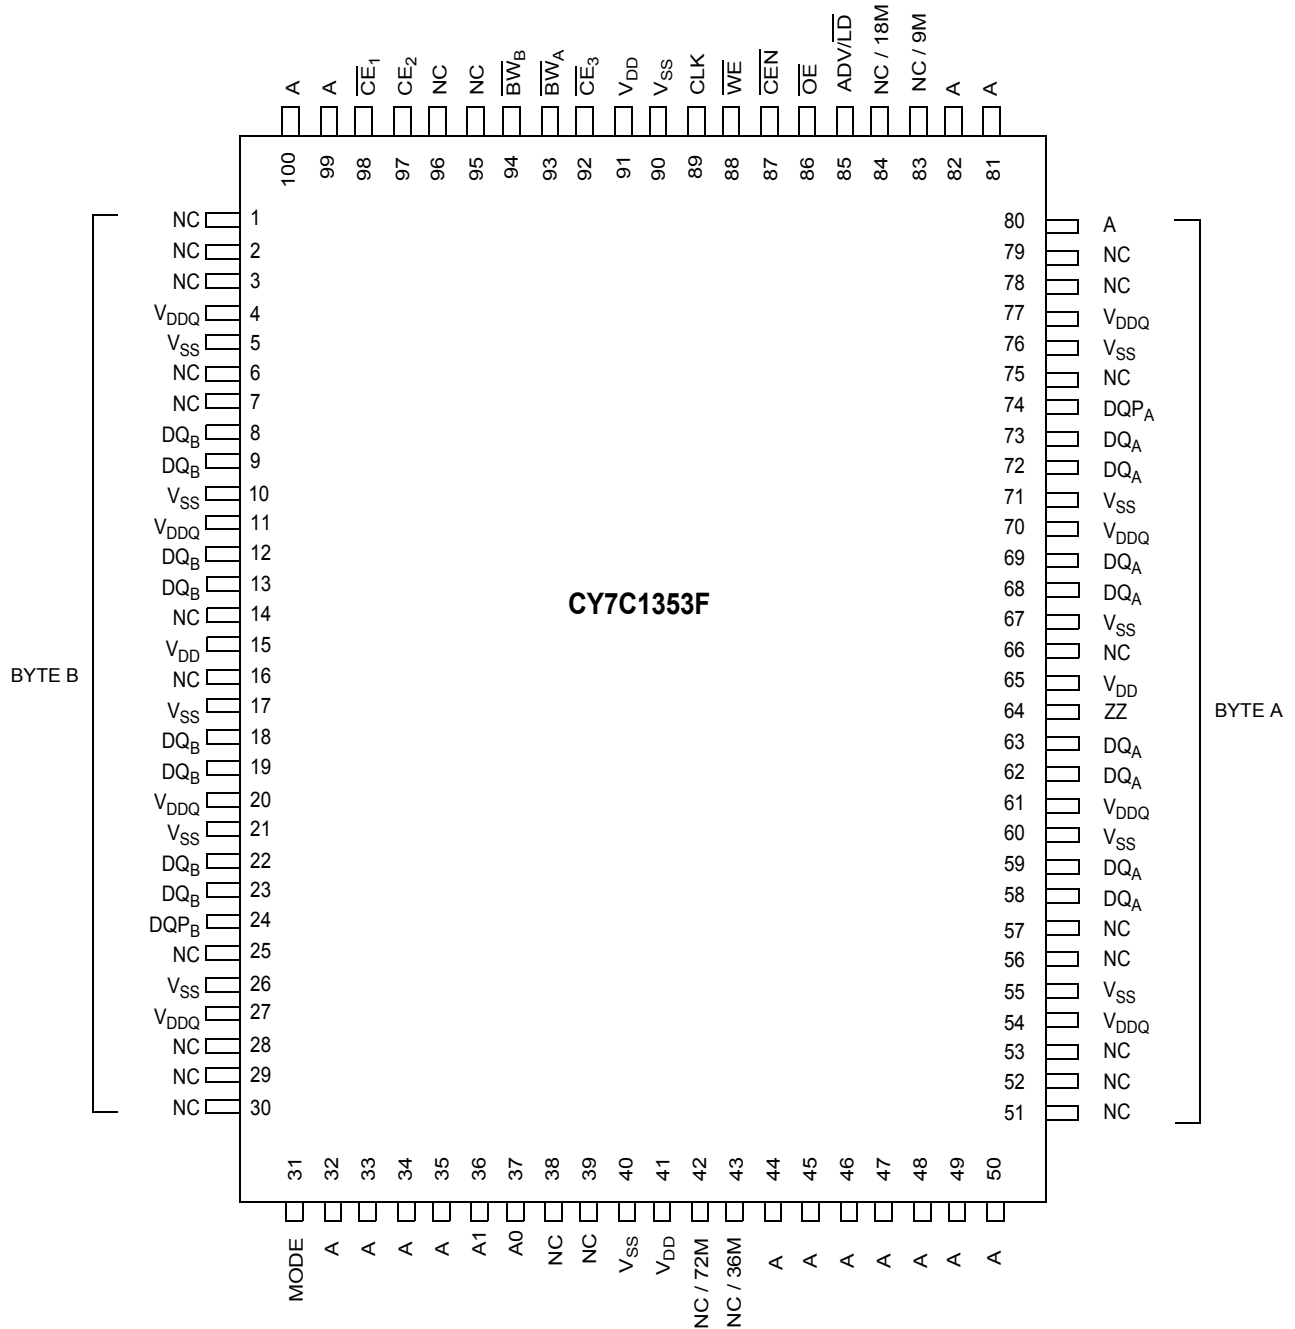 A
A
CE1
CE2
NC
NC
BWB
BWA
CE3
VDD
VSS
CLK
WE
CEN
OE
ADV/LD
NC / 18M
NC / 9M
A
A
100
99
98
97
96
95
94
93
92
91
90
89
88
87
86
85
84
83
82
81
BYTE B
NC 1
NC 2
NC 3
VDDQ 4
VSS 5
NC 6
NC 7
DQB 8
DQB 9
VSS 10
VDDQ 11
DQB 12
DQB 13
NC 14
VDD 15
NC 16
VSS 17
DQB 18
DQB 19
VDDQ 20
VSS 21
DQB 22
DQB 23
DQPB 24
NC 25
VSS 26
VDDQ 27
NC 28
NC 29
NC 30
CY7C1353F
80 A
79 NC
78 NC
77 VDDQ
76 VSS
75 NC
74 DQPA
73 DQA
72 DQA
71 VSS
70 VDDQ
69 DQA
68 DQA
67 VSS
66 NC
65 VDD
64 ZZ
63 DQA
62 DQA
61 VDDQ
60 VSS
59 DQA
58 DQA
57 NC
56 NC
55 VSS
54 VDDQ
53 NC
52 NC
51 NC
BYTE A
31
32
33
34
35
36
37
38
39
40
41
42
43
44
45
46
47
48
49
50
MODE
A
A
A
A
A1
A0
NC
NC
VSS
VDD
NC / 72M
NC / 36M
A
A
A
A
A
A
A